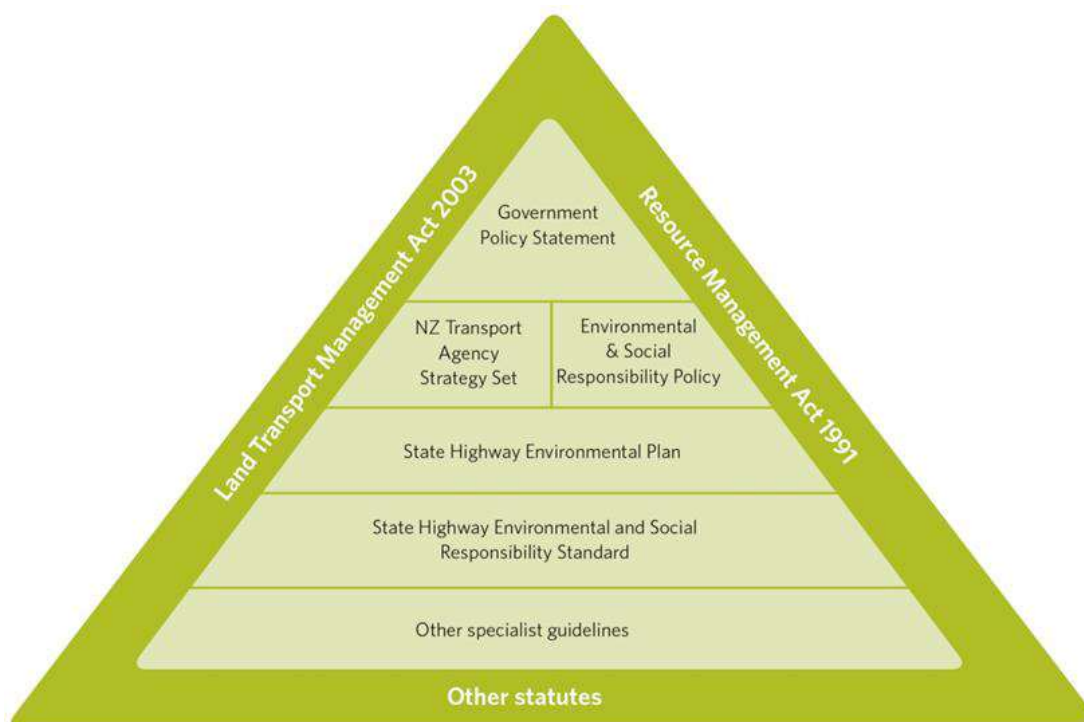 Land Transport Management Act 2003
Resource Management Act 1991
Government
Policy Statement
NZ Transport
Agency
Strategy Set
Environmental
& Social
Responsibility Policy
State Highway Environmental Plan
State Highway Environmental and Social
Responsibility Standard
Other specialist guidelines
Other statutes